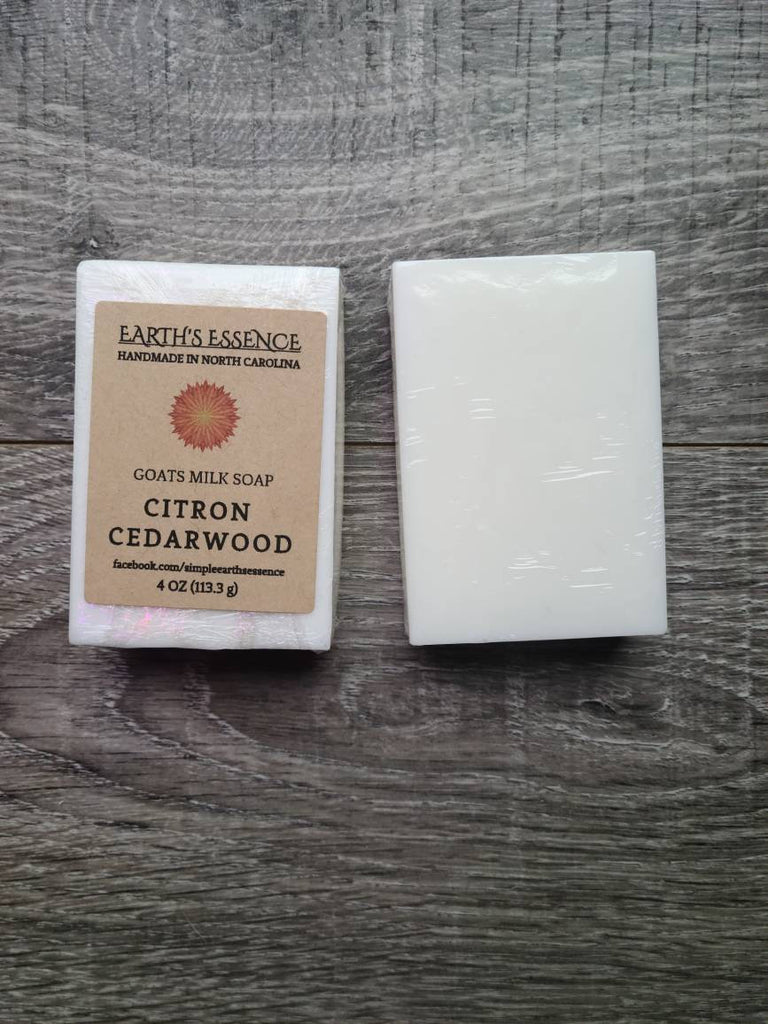 EARTH'S ESSENCE
HANDMADE IN NORTH CAROLINA
GOATS MILK SOAP
CITRON
CEDARWOOD
facebook.com/simpleearthsessence
4 OZ (113.3 g)